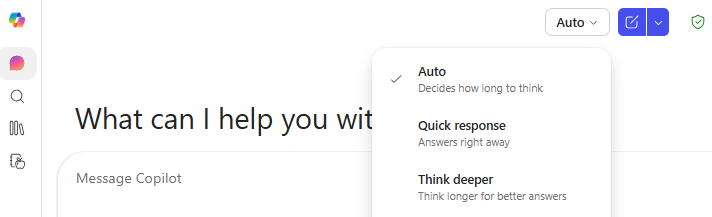 Auto
Auto
Decides how long to think
What can I help you wit
Quick response
Answers right away
Message Copilot
Think deeper
Think longer for better answers